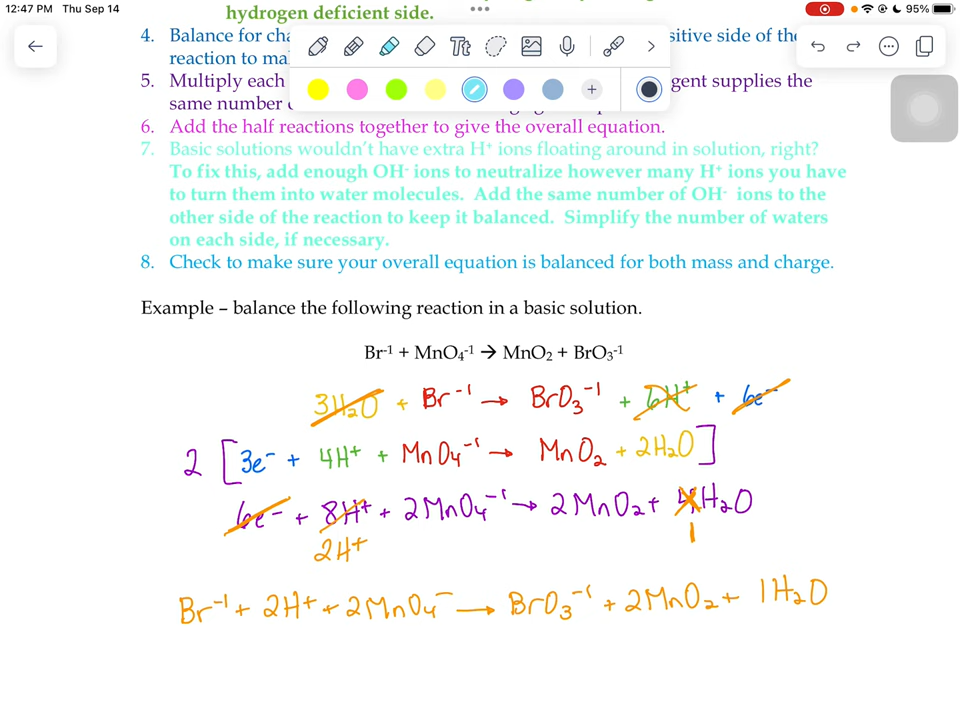 12:47 PM Thu Sep 14
95%
hydrogen deficient side.
4. Balance for cha sitive side of the
reaction to ma
Tt
5. Multiply each gent supplies the
same number o
6. Add the half reactions together to give the overall equation.
7. Basic solutions wouldn't have extra H⁺ ions floating around in solution, right?
To fix this, add enough OH⁻ ions to neutralize however many H⁺ ions you have
to turn them into water molecules. Add the same number of OH⁻ ions to the
other side of the reaction to keep it balanced. Simplify the number of waters
on each side, if necessary.
8. Check to make sure your overall equation is balanced for both mass and charge.
Example – balance the following reaction in a basic solution.
Br⁻¹ + MnO₄⁻¹ → MnO₂ + BrO₃⁻¹
3H₂O + Br⁻¹ → BrO₃⁻¹ + 6H⁺ + 6e⁻
2 [3e⁻ + 4H⁺ + MnO₄⁻¹ → MnO₂ + 2H₂O]
6e⁻ + 8H⁺ + 2MnO₄⁻¹ → 2MnO₂ + 4H₂O
2H⁺ 1
Br⁻¹ + 2H⁺ + 2MnO₄⁻ → BrO₃⁻¹ + 2MnO₂ + 1H₂O